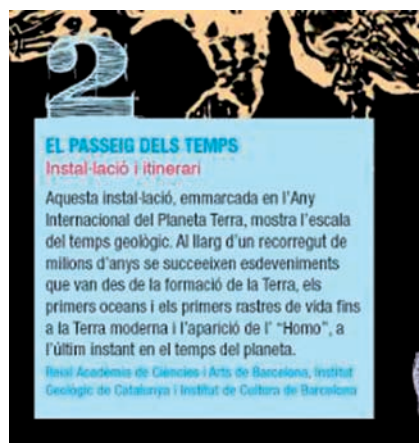 2
EL PASSEIG DELS TEMPS
Instal·lació i itinerari
Aquesta instal·lació, emmarcada en l'Any
Internacional del Planeta Terra, mostra l'escala
del temps geològic. Al llarg d'un recorregut de
milions d'anys se succeeixen esdeveniments
que van des de la formació de la Terra, els
primers oceans i els primers rastres de vida fins
a la Terra moderna i l'aparició de l' "Homo", a
l'últim instant en el temps del planeta.
Reial Acadèmia de Ciències i Arts de Barcelona, Institut
Geològic de Catalunya i Institut de Cultura de Barcelona